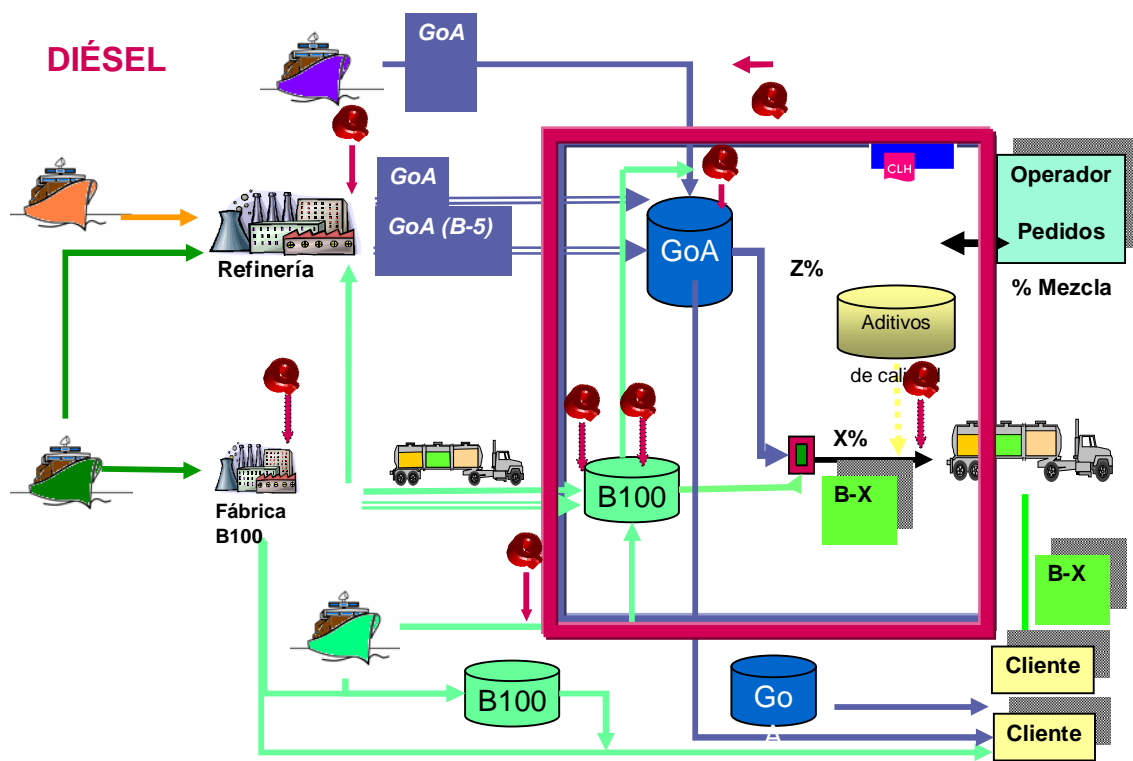 DIÉSEL
GoA
GoA
GoA (B-5)
Refinería
CLH
Operador
Pedidos
% Mezcla
GoA
Z%
Aditivos
de cali
X%
B100
B-X
Fábrica
B100
B-X
B100
Go
A
Cliente
Cliente